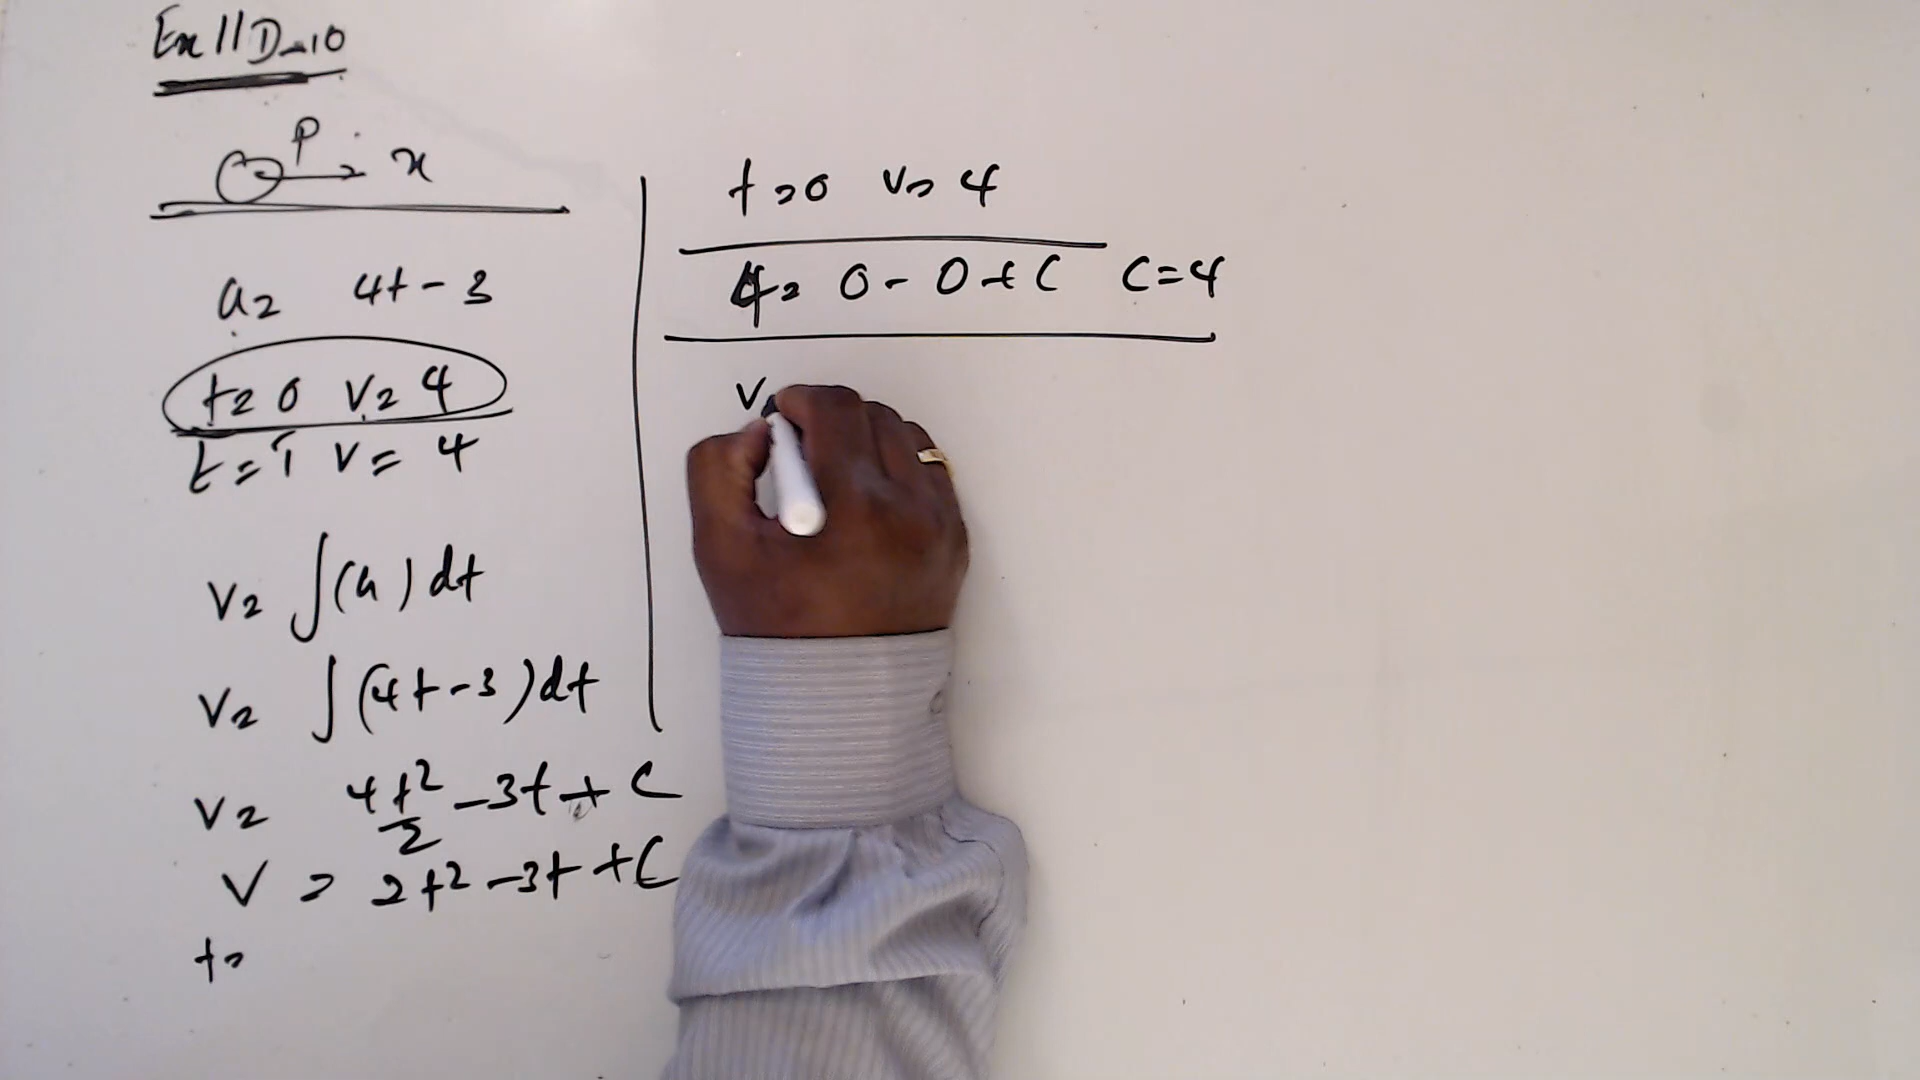 Ex 11D-10
P x
a = 4t - 3
t = 0 v = 4
t = T v = 4
v = ∫(a) dt
v = ∫(4t - 3) dt
v = 4t²/2 - 3t + C
v = 2t² - 3t + C
t =
t = 0 v = 4
4 = 0 - 0 + C C = 4
v